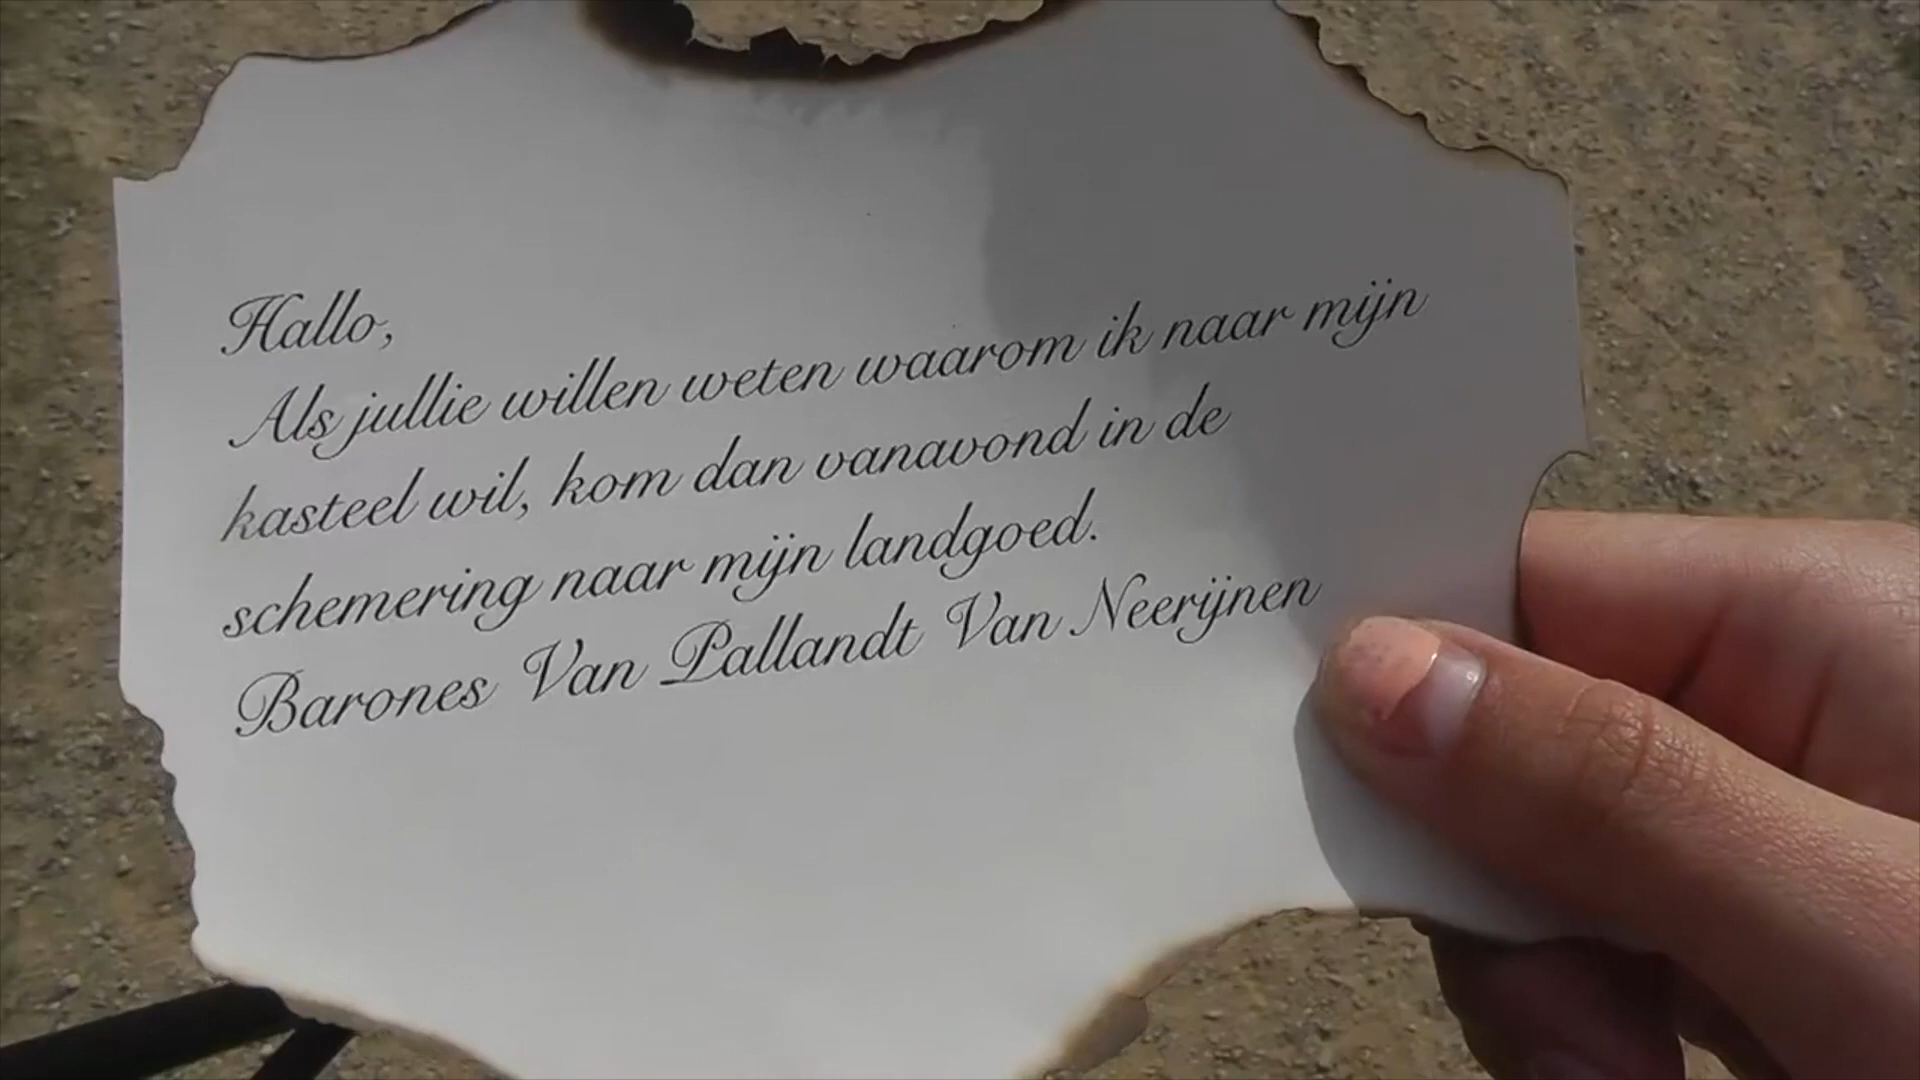 Hallo,
Als jullie willen weten waarom ik naar mijn
kasteel wil, kom dan vanavond in de
schemering naar mijn landgoed.
Barones Van Pallandt Van Neerijnen